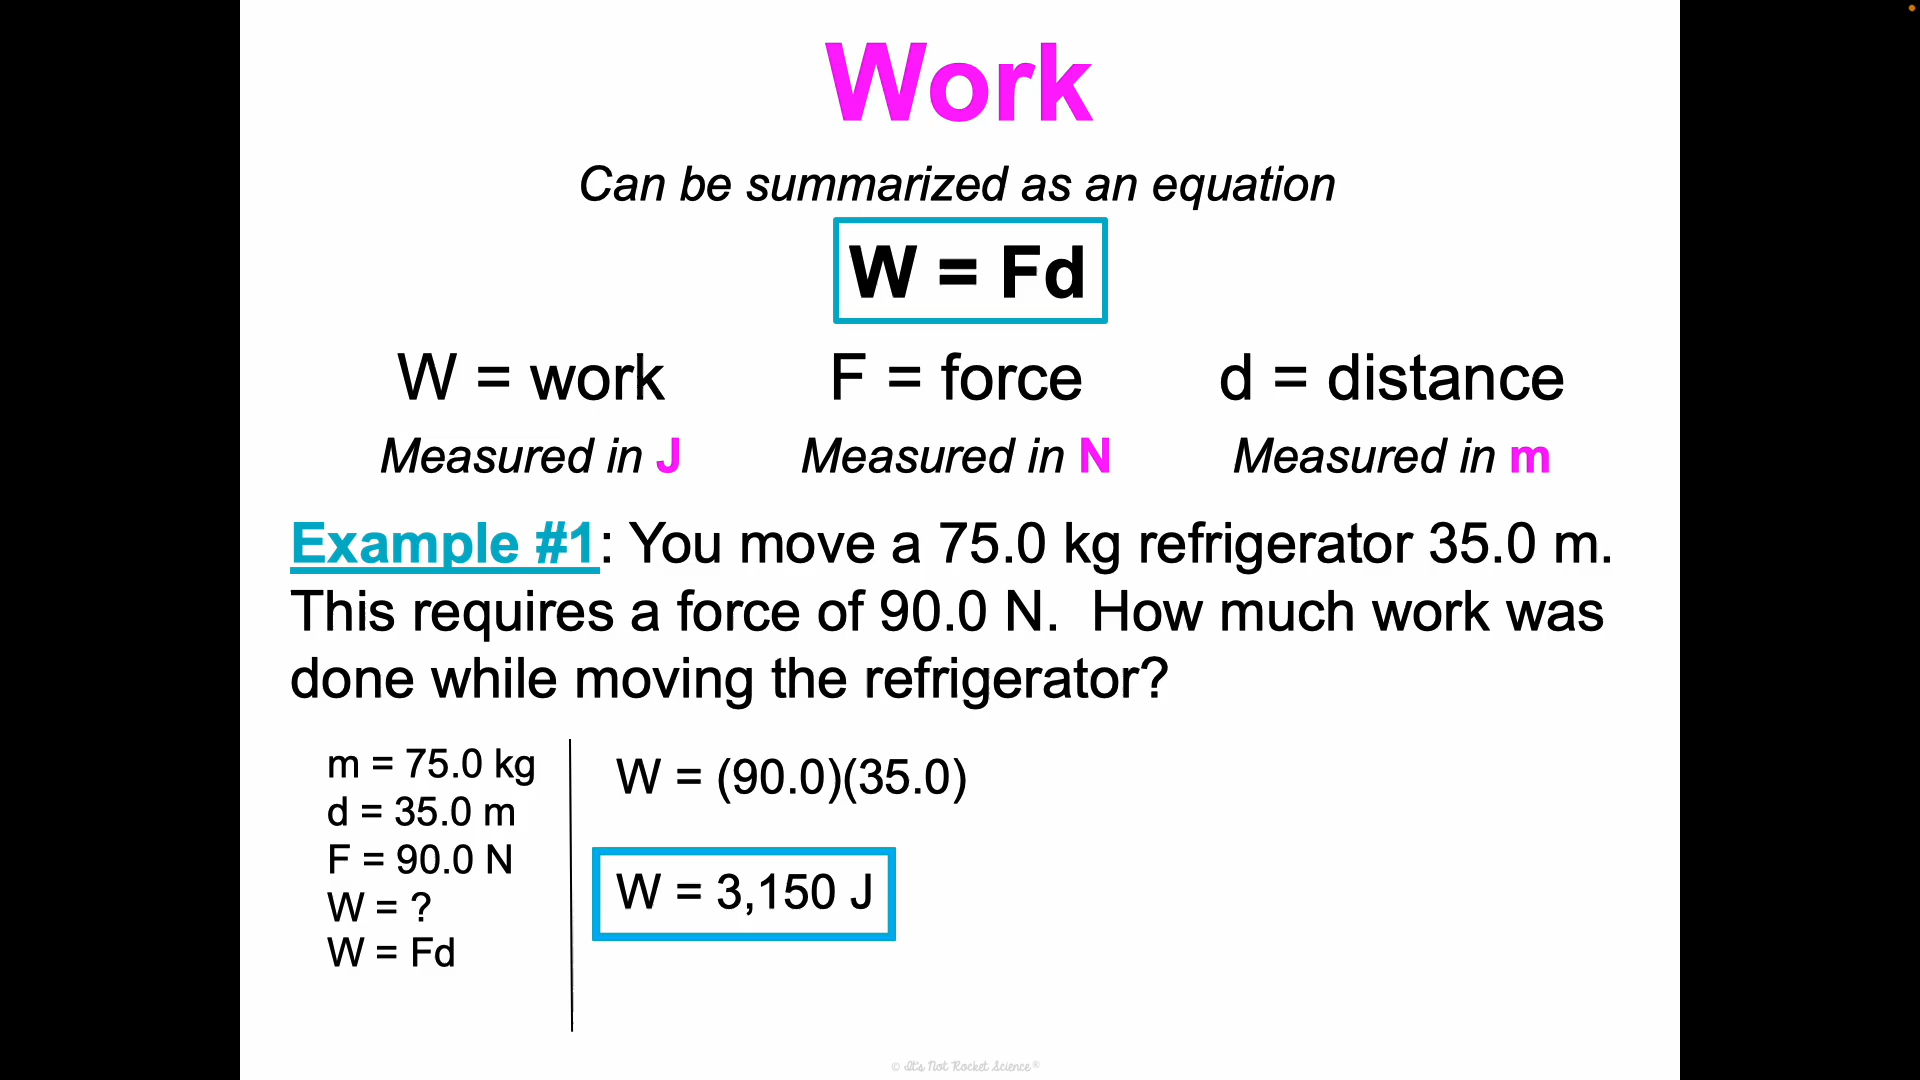 Work
Can be summarized as an equation
W = Fd
W = work
F = force
d = distance
Measured in J
Measured in N
Measured in m
Example #1: You move a 75.0 kg refrigerator 35.0 m.
This requires a force of 90.0 N.  How much work was
done while moving the refrigerator?
m = 75.0 kg
d = 35.0 m
F = 90.0 N
W = ?
W = Fd
W = (90.0)(35.0)
W = 3,150 J
© It's Not Rocket Science®